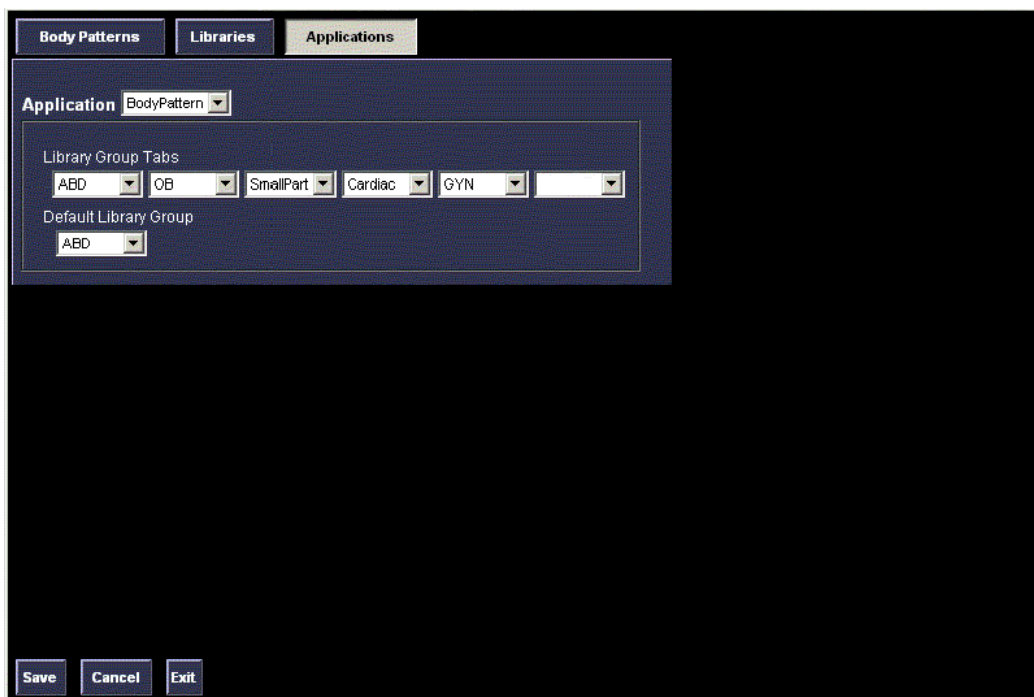 Body Patterns Libraries Applications
Application BodyPattern
Library Group Tabs
ABD OB SmallPart Cardiac GYN
Default Library Group
ABD
Save Cancel Exit